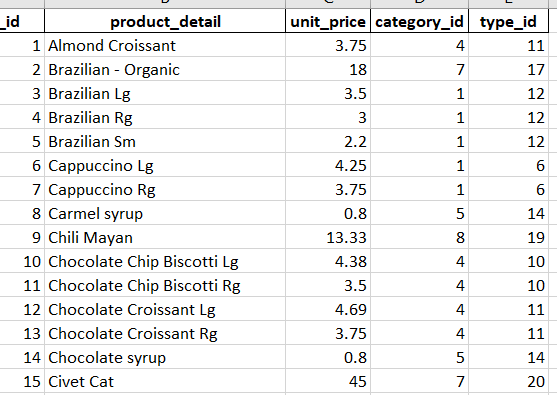 _id product_detail unit_price category_id type_id
1 Almond Croissant 3.75 4 11
2 Brazilian - Organic 18 7 17
3 Brazilian Lg 3.5 1 12
4 Brazilian Rg 3 1 12
5 Brazilian Sm 2.2 1 12
6 Cappuccino Lg 4.25 1 6
7 Cappuccino Rg 3.75 1 6
8 Carmel syrup 0.8 5 14
9 Chili Mayan 13.33 8 19
10 Chocolate Chip Biscotti Lg 4.38 4 10
11 Chocolate Chip Biscotti Rg 3.5 4 10
12 Chocolate Croissant Lg 4.69 4 11
13 Chocolate Croissant Rg 3.75 4 11
14 Chocolate syrup 0.8 5 14
15 Civet Cat 45 7 20